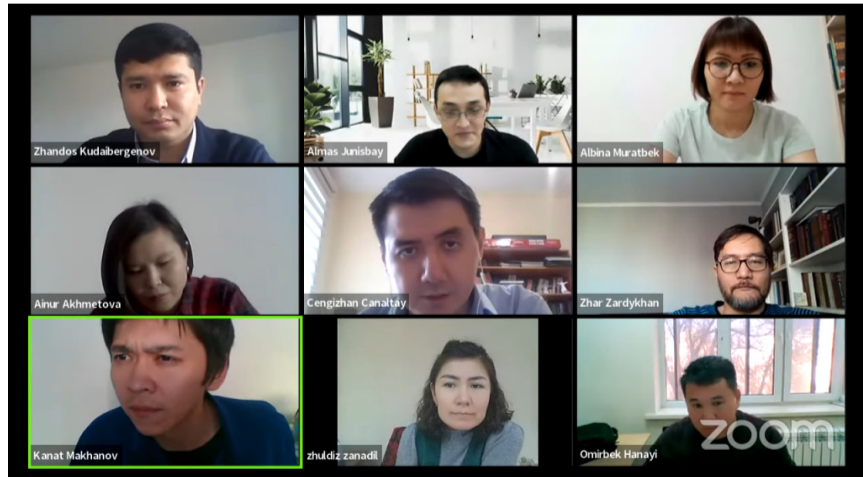 Zhandos Kudaibergenov
Almas Junisbay
Albina Muratbek
Ainur Akhmetova
Cengizhan Canaltay
Zhar Zardykhan
Kanat Makhanov
zhuldiz zanadil
Omirbek Hanayi
zoom